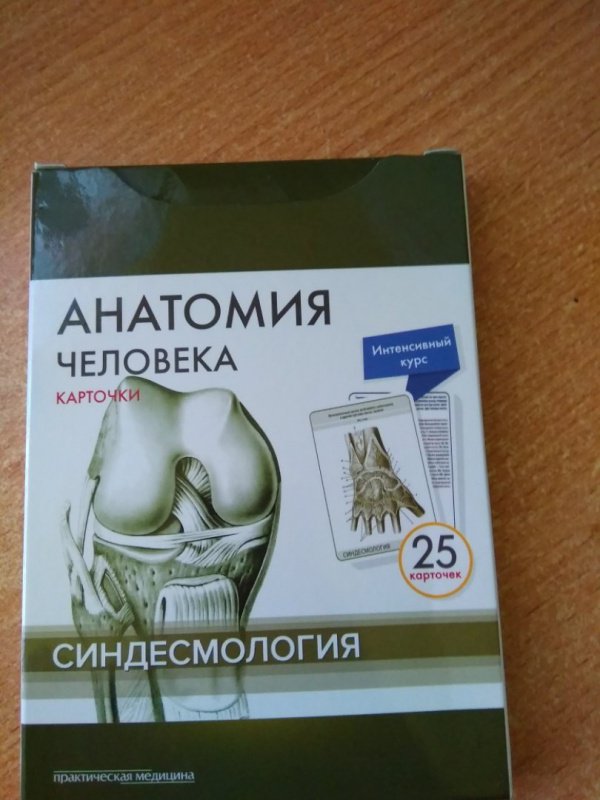 АНАТОМИЯ
ЧЕЛОВЕКА
КАРТОЧКИ
Интенсивный
курс
СИНДЕСМОЛОГИЯ
25
карточек
СИНДЕСМОЛОГИЯ
практическая медицина